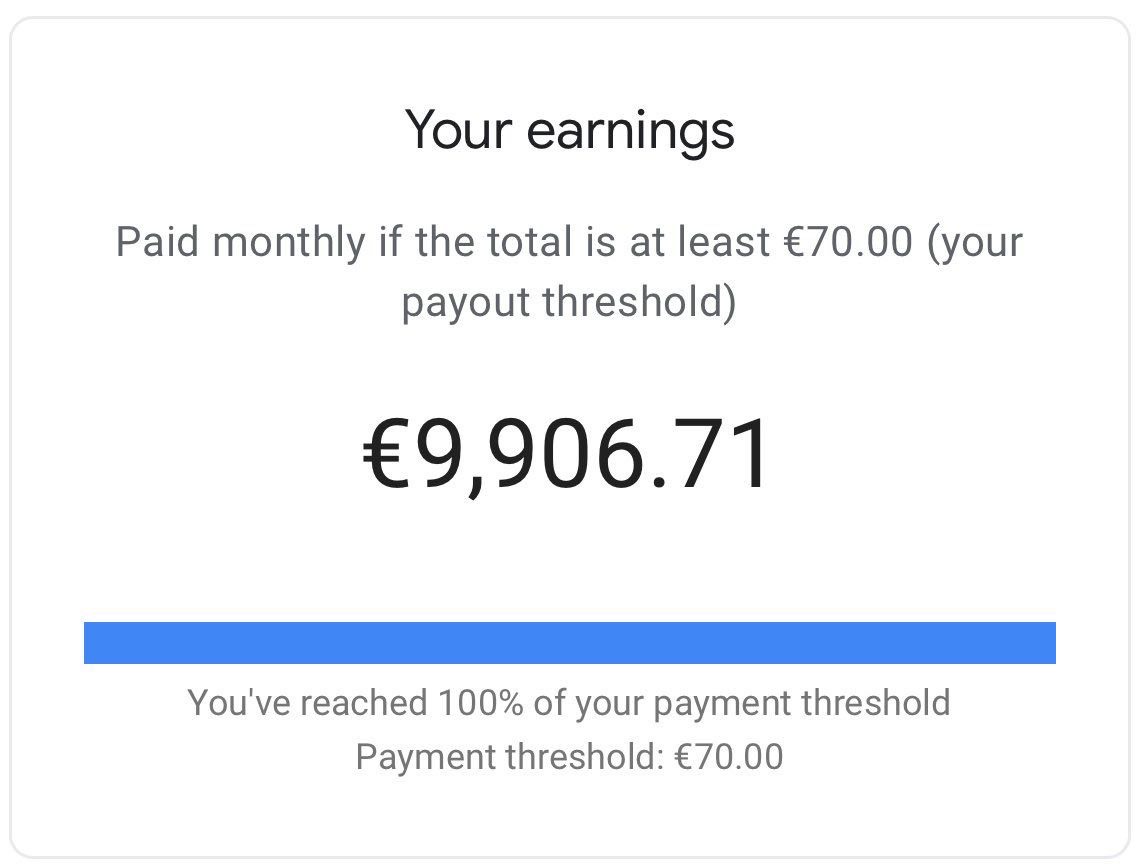 Your earnings
Paid monthly if the total is at least €70.00 (your
payout threshold)
€9,906.71
You've reached 100% of your payment threshold
Payment threshold: €70.00